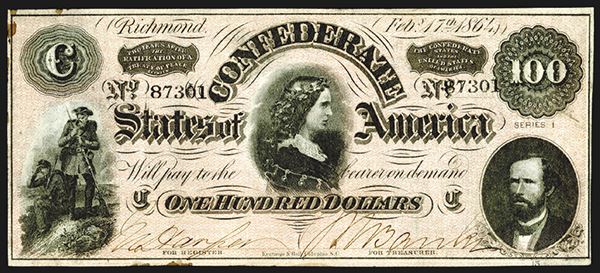 Richmond. Feb. 17th 1864
TWO YEARS AFTER THE RATIFICATION OF A TREATY OF PEACE
THE CONFEDERATE STATES
UNITED STATES OF AMERICA
C
CONFEDERATE
100
No 87301
No 87301
States of America
SERIES 1
Will pay to the bearer on demand
C ONE HUNDRED DOLLARS C
FOR REGISTER
FOR TREASURER